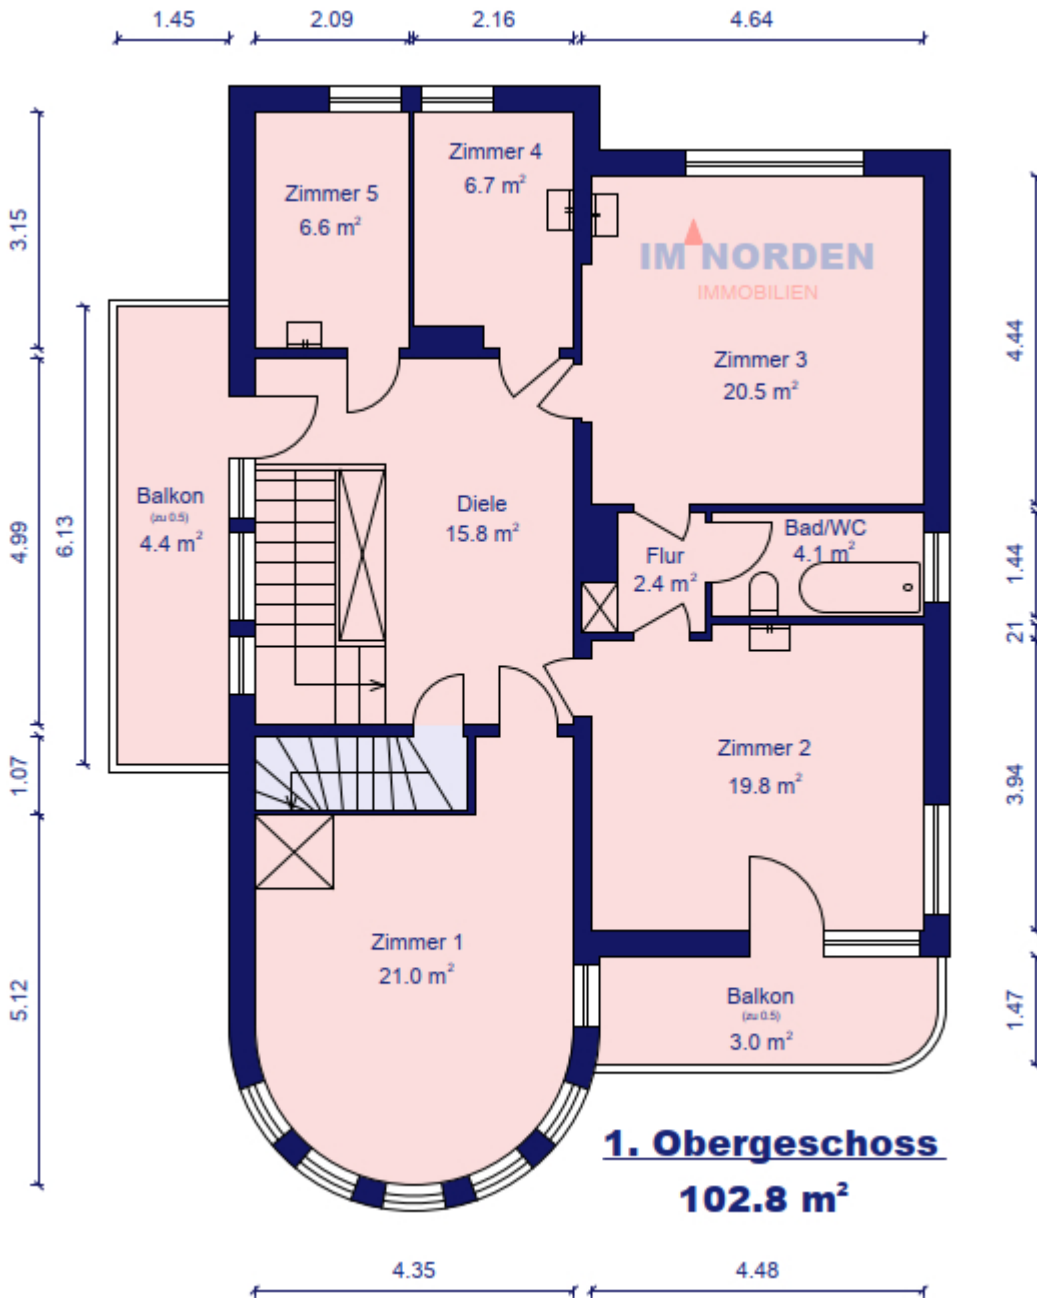 1.45
2.09
2.16
4.64
3.15
4.99
6.13
1.07
5.12
Zimmer 5
6.6 m²
Zimmer 4
6.7 m²
IM NORDEN
IMMOBILIEN
Zimmer 3
20.5 m²
4.44
Balkon
(zu 0.5)
4.4 m²
Diele
15.8 m²
Flur
2.4 m²
Bad/WC
4.1 m²
1.44
21
Zimmer 2
19.8 m²
3.94
Zimmer 1
21.0 m²
Balkon
(zu 0.5)
3.0 m²
1.47
1. Obergeschoss
102.8 m²
4.35
4.48